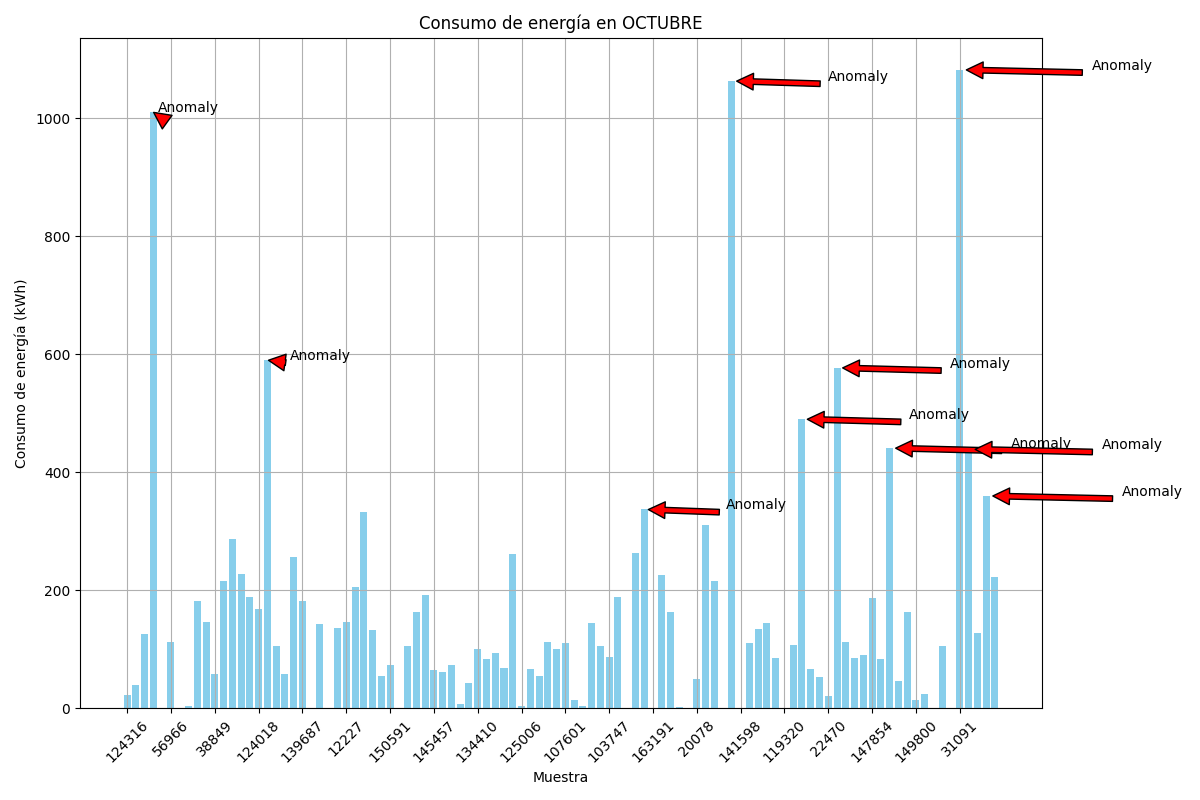 Consumo de energía en OCTUBRE
Anomaly
Anomaly
Anomaly
Anomaly
Anomaly
Anomaly
Anomaly
Anomaly
Anomaly
Anomaly
Consumo de energía (kWh)
1000
800
600
400
200
0
124316
56966
38849
124018
139687
12227
150591
145457
134410
125006
107601
103747
163191
20078
141598
119320
22470
147854
149800
31091
Muestra